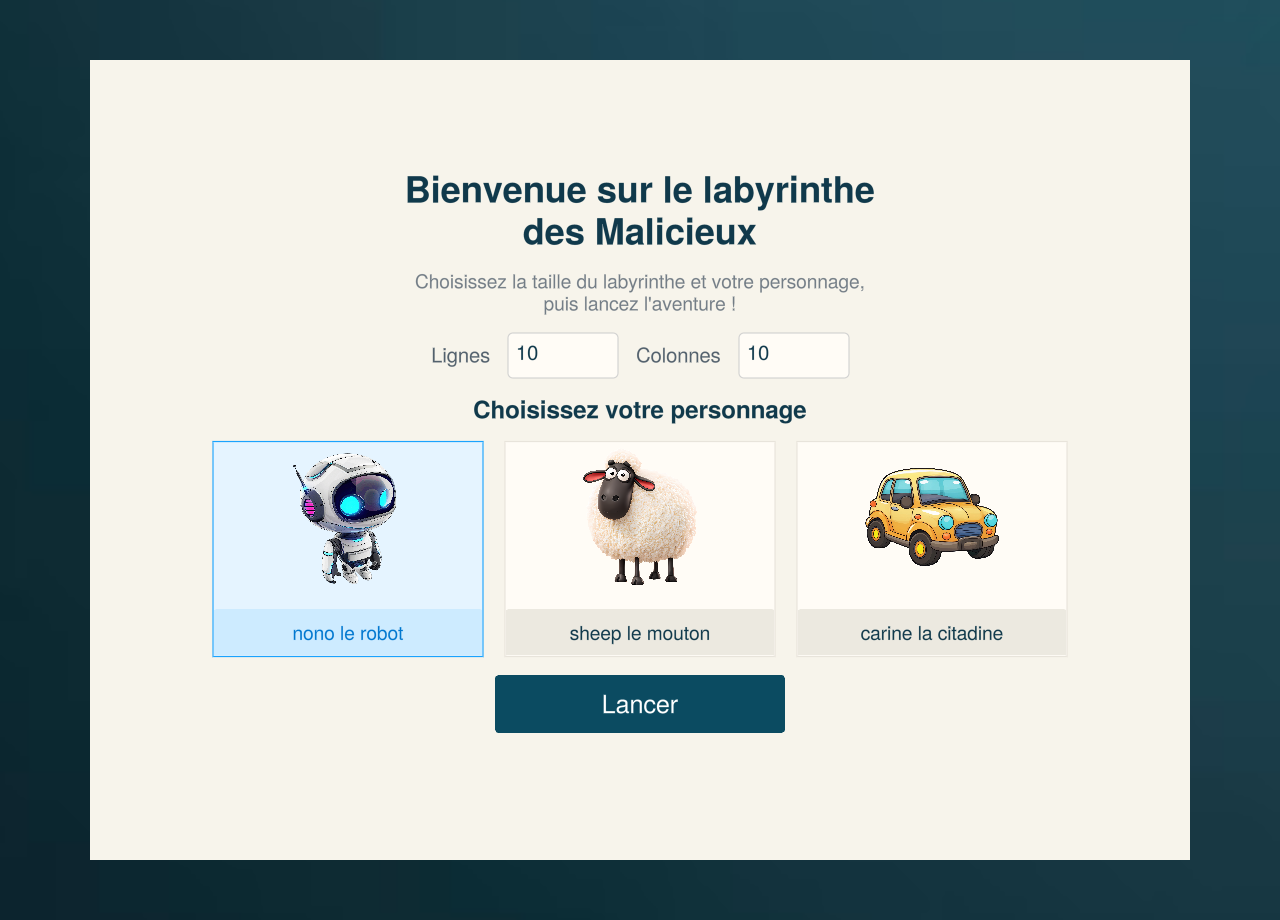 Bienvenue sur le labyrinthe
des Malicieux
Choisissez la taille du labyrinthe et votre personnage,
puis lancez l'aventure !
Lignes 10 Colonnes 10
Choisissez votre personnage
nono le robot sheep le mouton carine la citadine
Lancer